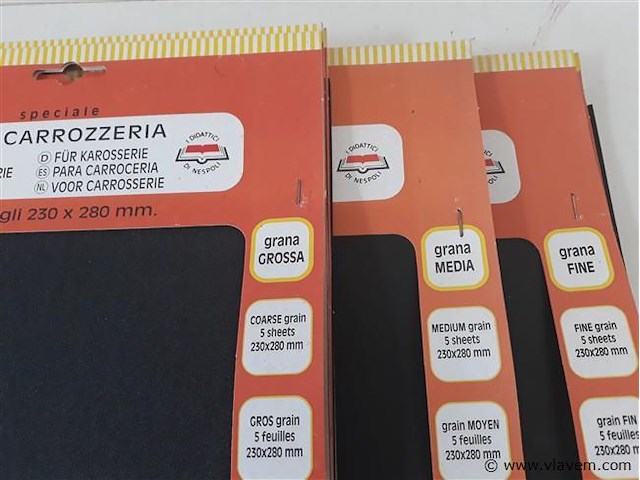 speciale
CARROZZERIA
D FÜR KAROSSERIE
ES PARA CARROCERIA
NL VOOR CARROSSERIE
RIE
gli 230 x 280 mm.
I DIDATTICI
DI NESPOLI
grana
GROSSA
COARSE grain
5 sheets
230x280 mm
GROS grain
5 feuilles
230x280 mm
I DIDATTICI
DI NESPOLI
grana
MEDIA
MEDIUM grain
5 sheets
230x280 mm
grain MOYEN
5 feuilles
230x280 mm
I DIDATTICI
DI NESPOLI
grana
FINE
FINE grain
5 sheets
230x280 mm
grain FIN
5 feuilles
230x280 mm
© www.vlavem.com